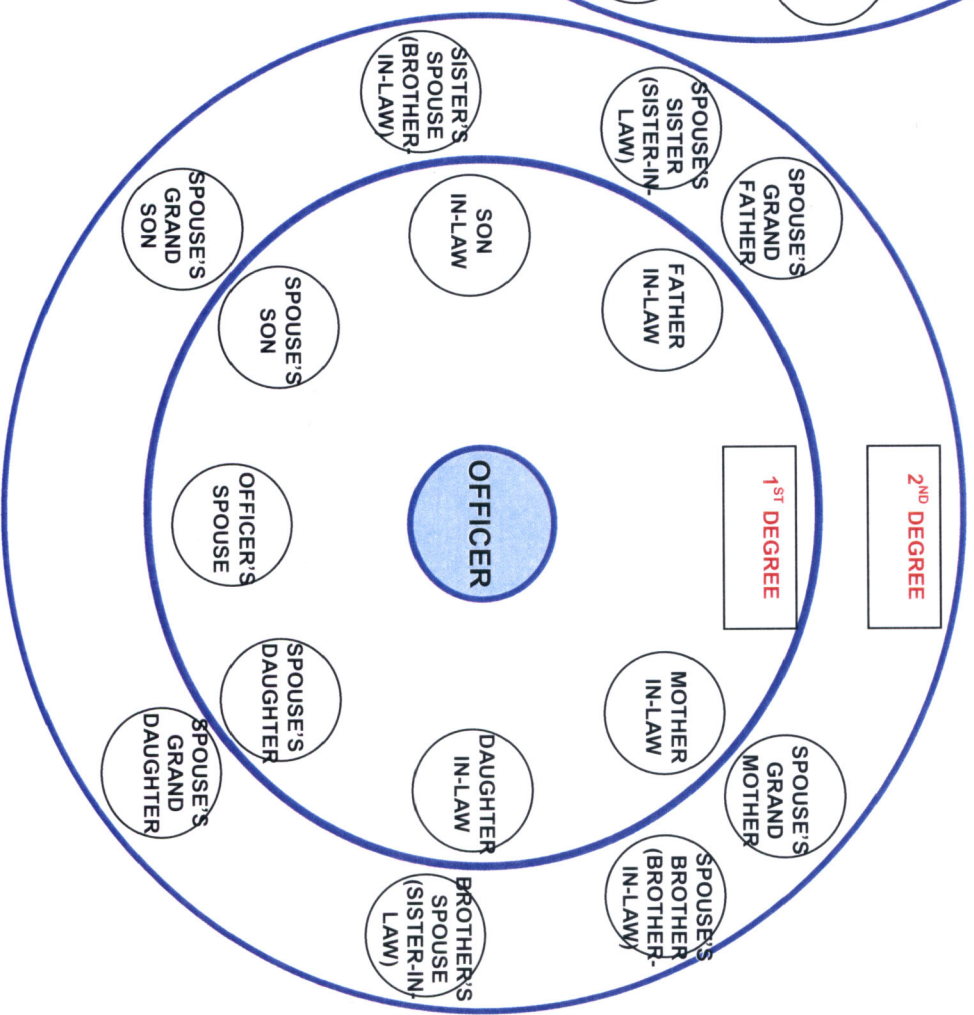 2ND DEGREE
SPOUSE'S
GRAND
FATHER
1ST DEGREE
SPOUSE'S
GRAND
MOTHER
SPOUSE'S
SISTER
(SISTER-IN-
LAW)
FATHER
IN-LAW
MOTHER
IN-LAW
SPOUSE'S
BROTHER
(BROTHER-
IN-LAW)
SISTER'S
SPOUSE
(BROTHER-
IN-LAW)
SON
IN-LAW
OFFICER
DAUGHTER
IN-LAW
BROTHER'S
SPOUSE
(SISTER-IN-
LAW)
SPOUSE'S
SON
SPOUSE'S
DAUGHTER
OFFICER'S
SPOUSE
SPOUSE'S
GRAND
SON
SPOUSE'S
GRAND
DAUGHTER